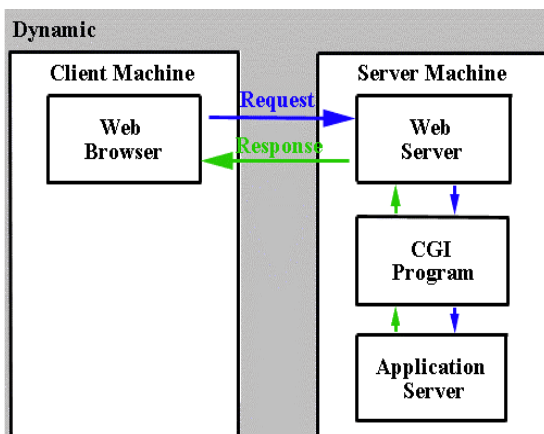 Dynamic
Client Machine
Server Machine
Web
Browser
Request
Response
Web
Server
CGI
Program
Application
Server